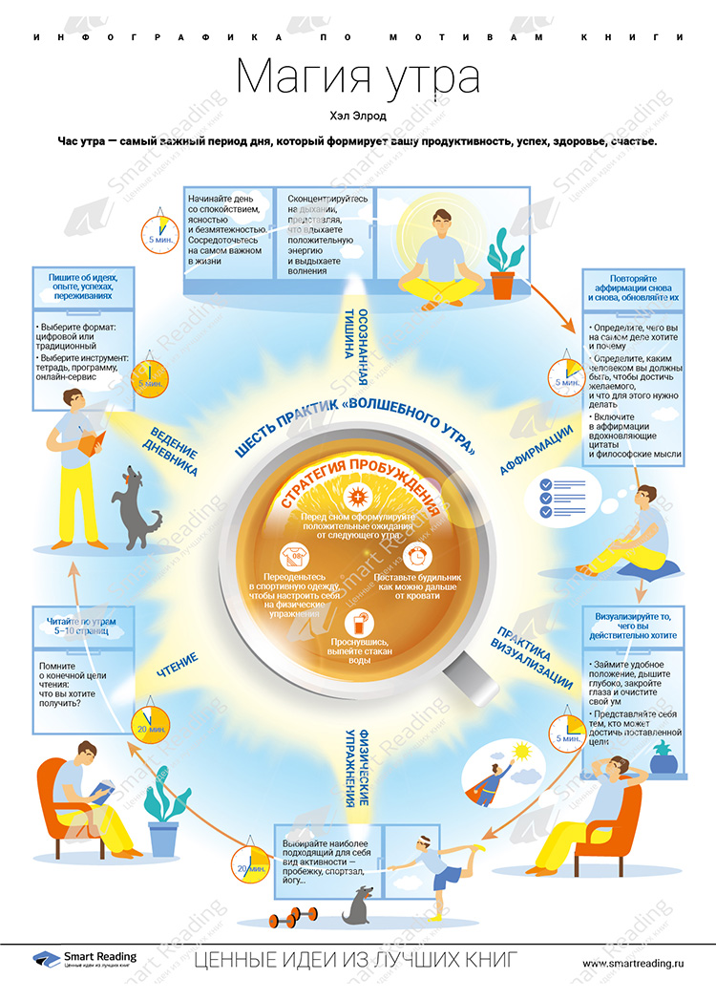 ИНФОГРАФИКА ПО МОТИВАМ КНИГИ
Магия утра
Хэл Элрод
Час утра — самый важный период дня, который формирует вашу продуктивность, успех, здоровье, счастье.
Начинайте день
со спокойствием,
ясностью
и безмятежностью.
Сосредоточьтесь
на самом важном
в жизни
Сконцентрируйтесь
на дыхании,
представляя,
что вдыхаете
положительную
энергию
и выдыхаете
волнения
5 мин.
ОСОЗНАННАЯ
ТИШИНА
Повторяйте
аффирмации снова
и снова, обновляйте их
• Определите, чего вы
на самом деле хотите
и почему
• Определите, каким
человеком вы должны
быть, чтобы достичь
желаемого,
и что для этого нужно
делать
• Включите
в аффирмации
вдохновляющие
цитаты
и философские мысли
5 мин.
АФФИРМАЦИИ
Визуализируйте то,
чего вы
действительно хотите
• Займите удобное
положение, дышите
глубоко, закройте
глаза и очистите
свой ум
• Представляйте себя
тем, кто может
достичь поставленной
цели
5 мин.
ПРАКТИКА
ВИЗУАЛИЗАЦИИ
Выбирайте наиболее
подходящий для себя
вид активности —
пробежку, спортзал,
йогу...
20 мин.
ФИЗИЧЕСКИЕ
УПРАЖНЕНИЯ
Читайте по утрам
5–10 страниц
Помните
о конечной цели
чтения:
что вы хотите
получить?
20 мин.
ЧТЕНИЕ
Пишите об идеях,
опыте, успехах,
переживаниях
• Выберите формат:
цифровой или
традиционный
• Выберите инструмент:
тетрадь, программу,
онлайн-сервис
5 мин.
ВЕДЕНИЕ
ДНЕВНИКА
ШЕСТЬ ПРАКТИК «ВОЛШЕБНОГО УТРА»
СТРАТЕГИЯ ПРОБУЖДЕНИЯ
Перед сном сформулируйте
положительные ожидания
от следующего утра
08
Переоденьтесь
в спортивную одежду,
чтобы настроить себя
на физические
упражнения
Поставьте будильник
как можно дальше
от кровати
Проснувшись,
выпейте стакан
воды
Smart Reading
Ценные идеи из лучших книг
ЦЕННЫЕ ИДЕИ ИЗ ЛУЧШИХ КНИГ
www.smartreading.ru